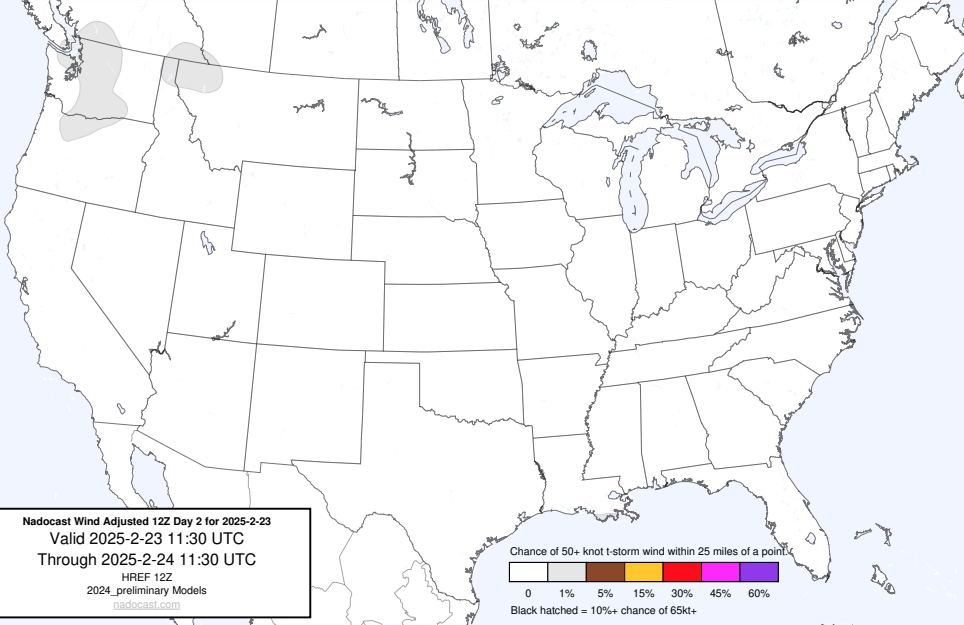 Nadocast Wind Adjusted 12Z Day 2 for 2025-2-23
Valid 2025-2-23 11:30 UTC
Through 2025-2-24 11:30 UTC
HREF 12Z
2024_preliminary Models
nadocast.com
Chance of 50+ knot t-storm wind within 25 miles of a point.
0 1% 5% 15% 30% 45% 60%
Black hatched = 10%+ chance of 65kt+